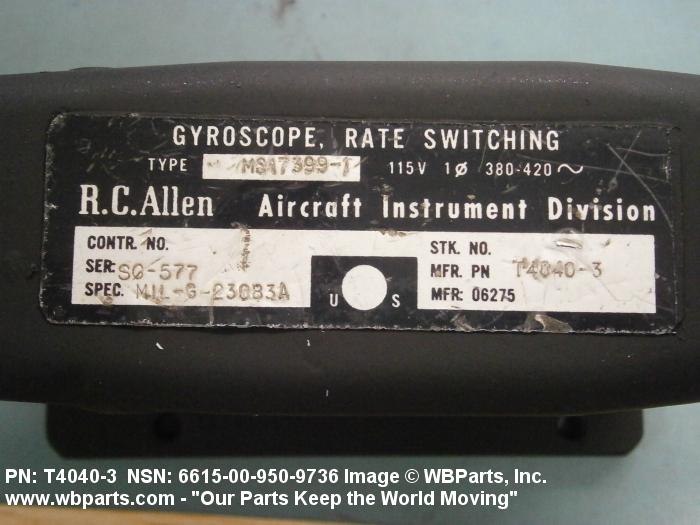 GYROSCOPE, RATE SWITCHING
TYPE MS17399-1 115V 1Ø 380-420~
R.C.Allen Aircraft Instrument Division
CONTR. NO. STK. NO.
SER: SQ-577 MFR. PN T4040-3
SPEC. MIL-G-23083A U S MFR: 06275
PN: T4040-3 NSN: 6615-00-950-9736 Image © WBParts, Inc.
www.wbparts.com - "Our Parts Keep the World Moving"